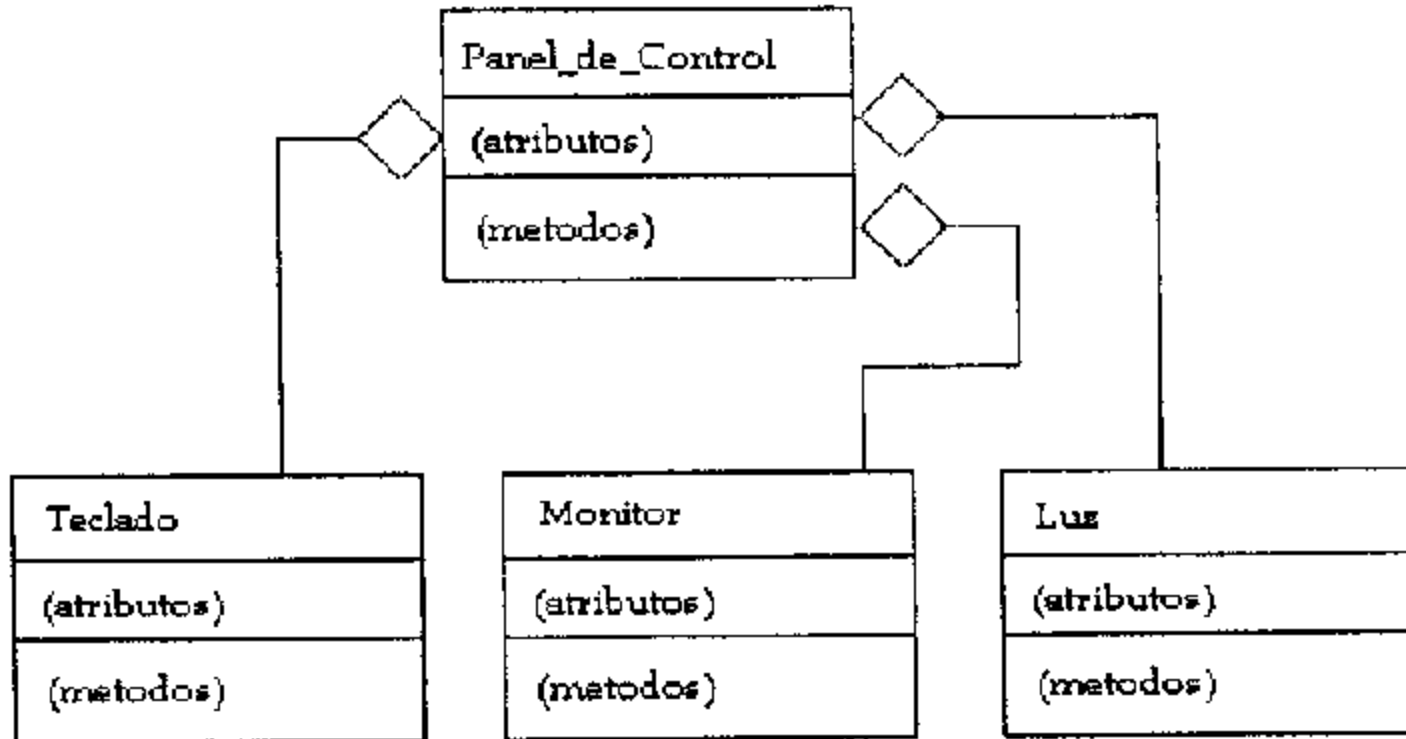 Panel_de_Control
(atributos)
(metodos)
Teclado
(atributos)
(metodos)
Monitor
(atributos)
(metodos)
Luz
(atributos)
(metodos)